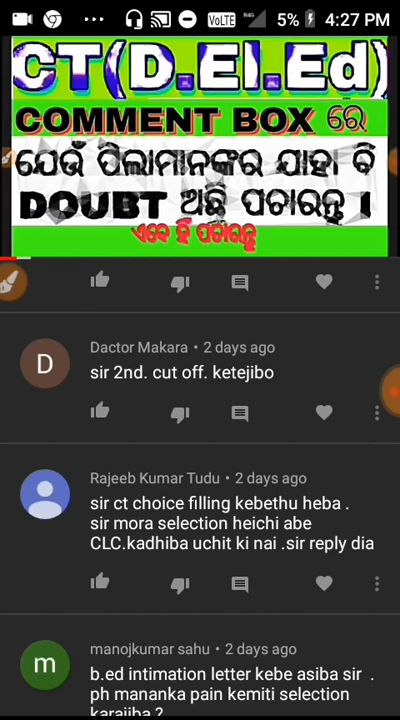 VoLTE 4G 5% 4:27 PM
CT(D.El.Ed)
COMMENT BOX ରେ
ଯେଉଁ ପିଲାମାନଙ୍କର ଯାହା ବି
DOUBT ଅଛି ପଚାରନ୍ତୁ ।
ଏବେ ହିଁ ପଚାରନ୍ତୁ
D
Dactor Makara • 2 days ago
sir 2nd. cut off. ketejibo
Rajeeb Kumar Tudu • 2 days ago
sir ct choice filling kebethu heba .
sir mora selection heichi abe
CLC.kadhiba uchit ki nai .sir reply dia
m
manojkumar sahu • 2 days ago
b.ed intimation letter kebe asiba sir .
ph mananka pain kemiti selection
karajiba ?